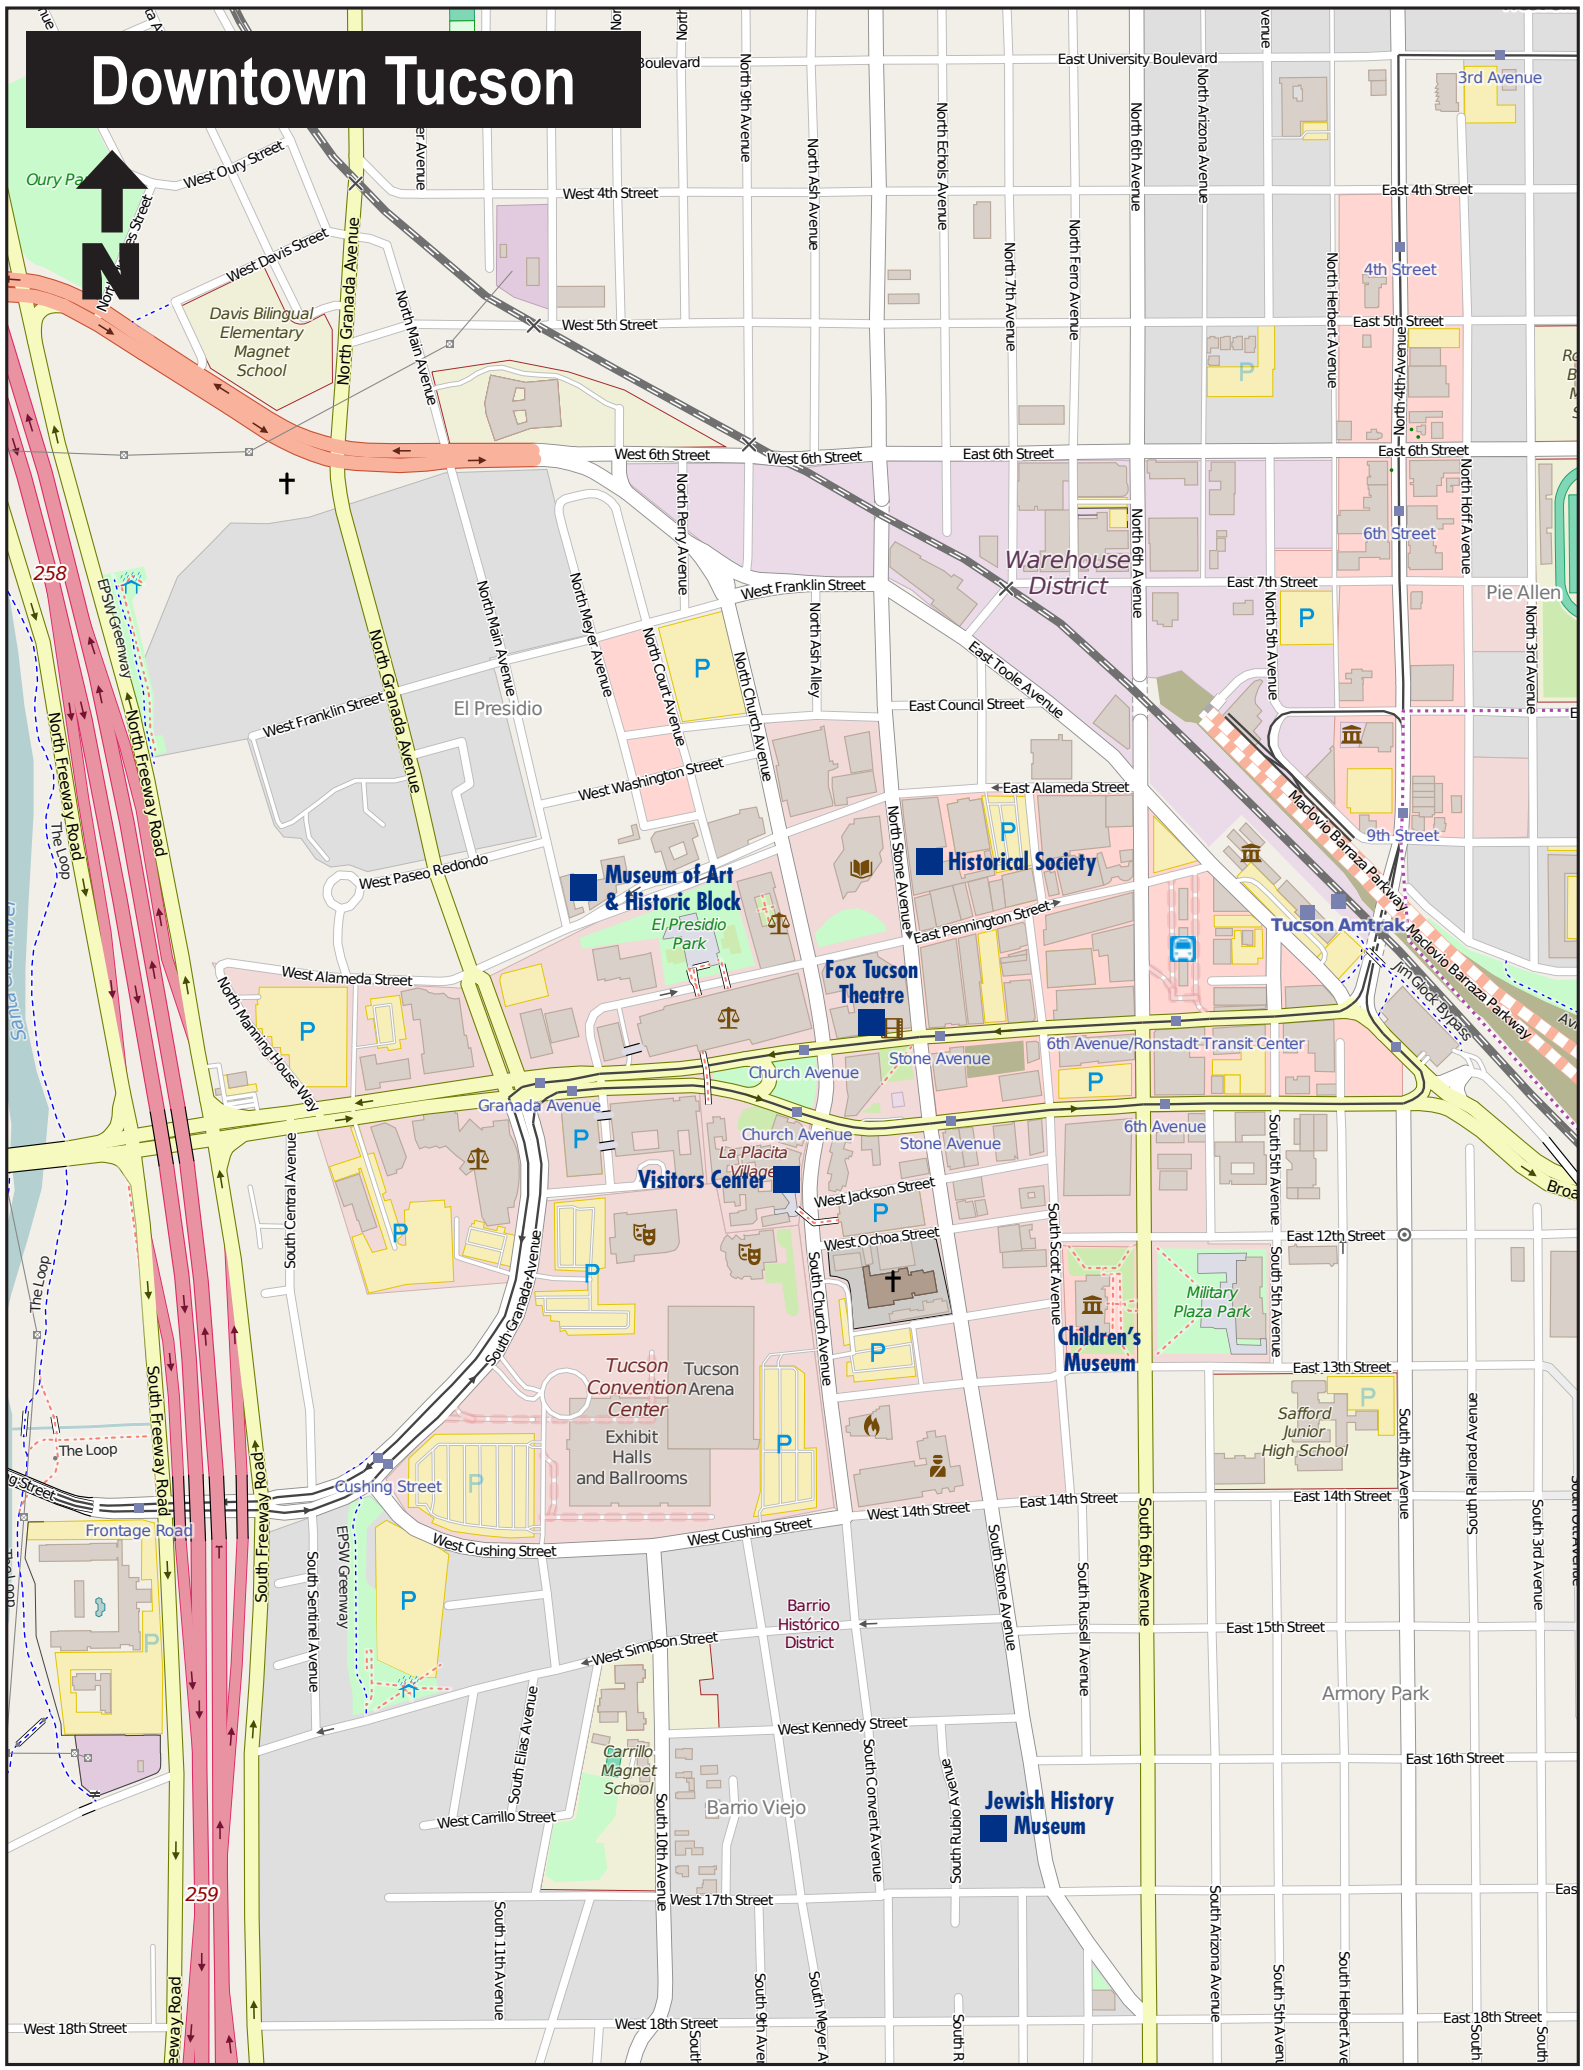 Downtown Tucson
N
Boulevard
East University Boulevard
3rd Avenue
North 9th Avenue
North Ash Avenue
North Echols Avenue
North 6th Avenue
North Arizona Avenue
West Oury Street
West 4th Street
East 4th Street
4th Street
West Davis Street
North Granada Avenue
North Main Avenue
North 7th Avenue
North Ferro Avenue
North Herbert Avenue
Davis Bilingual
Elementary
Magnet
School
West 5th Street
East 5th Street
North 4th Avenue
P
West 6th Street
West 6th Street
East 6th Street
East 6th Street
6th Street
North Hoff Avenue
North Perry Avenue
North 6th Avenue
Warehouse
District
258
EPSW Greenway
North Main Avenue
North Meyer Avenue
West Franklin Street
East 7th Street
Pie Allen
North 5th Avenue
P
North 3rd Avenue
North Granada Avenue
North Court Avenue
P
North Church Avenue
North Ash Alley
East Toole Avenue
El Presidio
West Franklin Street
East Council Street
North Freeway Road
North Freeway Road
The Loop
West Washington Street
East Alameda Street
Maclovio Barraza Parkway
9th Street
North Stone Avenue
P
Historical Society
West Paseo Redondo
Museum of Art
& Historic Block
El Presidio
Park
East Pennington Street
Tucson Amtrak
Maclovio Barraza Parkway
Jim Glock Bypass
West Alameda Street
North Manning House Way
P
Fox Tucson
Theatre
Stone Avenue
6th Avenue/Ronstadt Transit Center
Church Avenue
P
Granada Avenue
Church Avenue
Stone Avenue
6th Avenue
P
La Placita
Village
Visitors Center
West Jackson Street
P
West Ochoa Street
South Central Avenue
South 5th Avenue
East 12th Street
P
P
South Granada Avenue
South Church Avenue
South Scott Avenue
South 5th Avenue
The Loop
Military
Plaza Park
Children's
Museum
P
Tucson
Convention
Center
Tucson
Arena
East 13th Street
P
Safford
Junior
High School
South 4th Avenue
South Railroad Avenue
South Freeway Road
The Loop
Exhibit
Halls
and Ballrooms
P
P
Cushing Street
Frontage Road
South Freeway Road
West 14th Street
East 14th Street
East 14th Street
West Cushing Street
West Cushing Street
South 6th Avenue
South 3rd Avenue
South Stone Avenue
South Russell Avenue
EPSW Greenway
South Sentinel Avenue
P
P
Barrio
Histórico
District
West Simpson Street
East 15th Street
Armory Park
South Elias Avenue
West Kennedy Street
East 16th Street
Carrillo
Magnet
School
South Convent Avenue
South Rubio Avenue
Barrio Viejo
Jewish History
Museum
West Carrillo Street
South 10th Avenue
259
West 17th Street
South 11th Avenue
South Arizona Avenue
West 18th Street
West 18th Street
East 18th Street